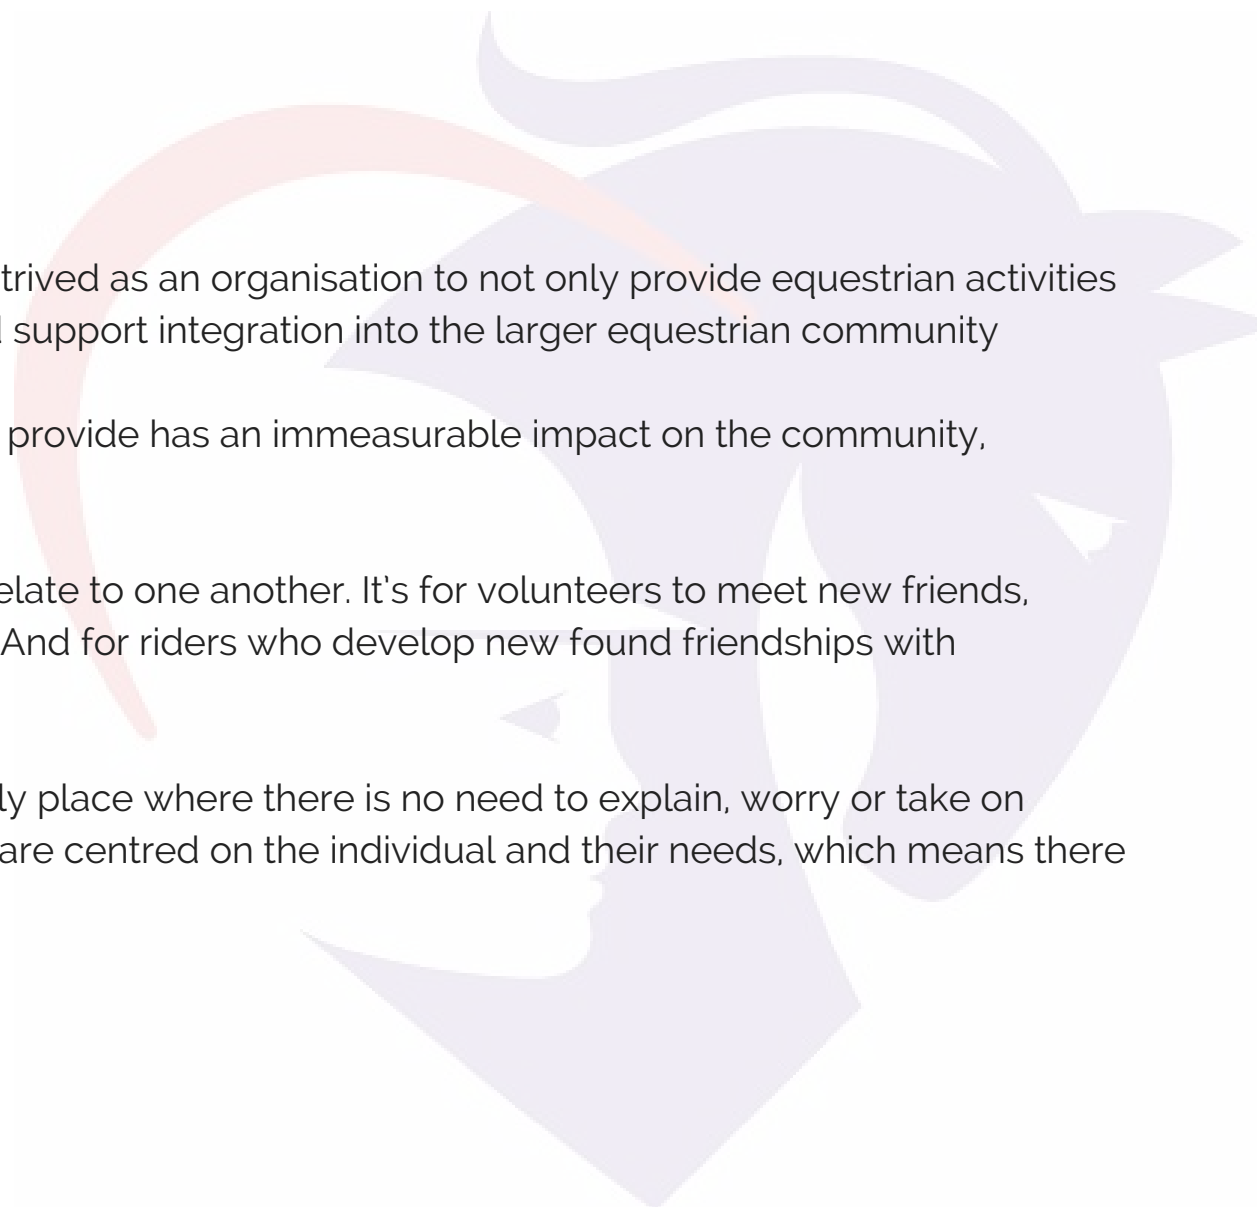 trived as an organisation to not only provide equestrian activities
support integration into the larger equestrian community
provide has an immeasurable impact on the community,
elate to one another. It's for volunteers to meet new friends,
And for riders who develop new found friendships with
ly place where there is no need to explain, worry or take on
are centred on the individual and their needs, which means there